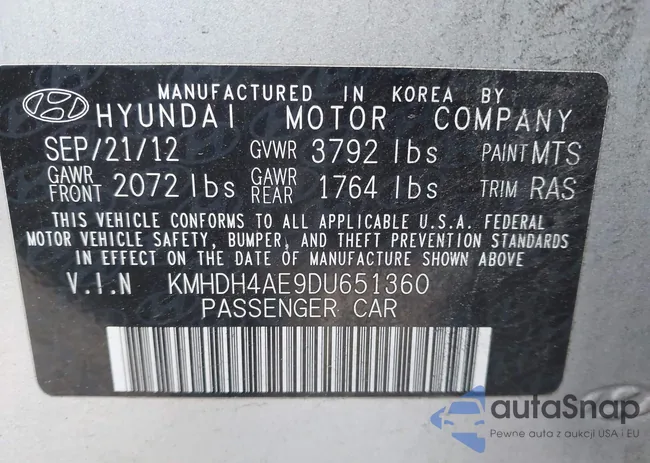 MANUFACTURED IN KOREA BY
HYUNDAI MOTOR COMPANY
SEP/21/12 GVWR 3792 lbs PAINT MTS
GAWR FRONT 2072 lbs GAWR REAR 1764 lbs TRIM RAS
THIS VEHICLE CONFORMS TO ALL APPLICABLE U.S.A. FEDERAL
MOTOR VEHICLE SAFETY, BUMPER, AND THEFT PREVENTION STANDARDS
IN EFFECT ON THE DATE OF MANUFACTURE SHOWN ABOVE
V.I.N KMHDH4AE9DU651360
PASSENGER CAR
autaSnap
Pewne auta z aukcji USA i EU